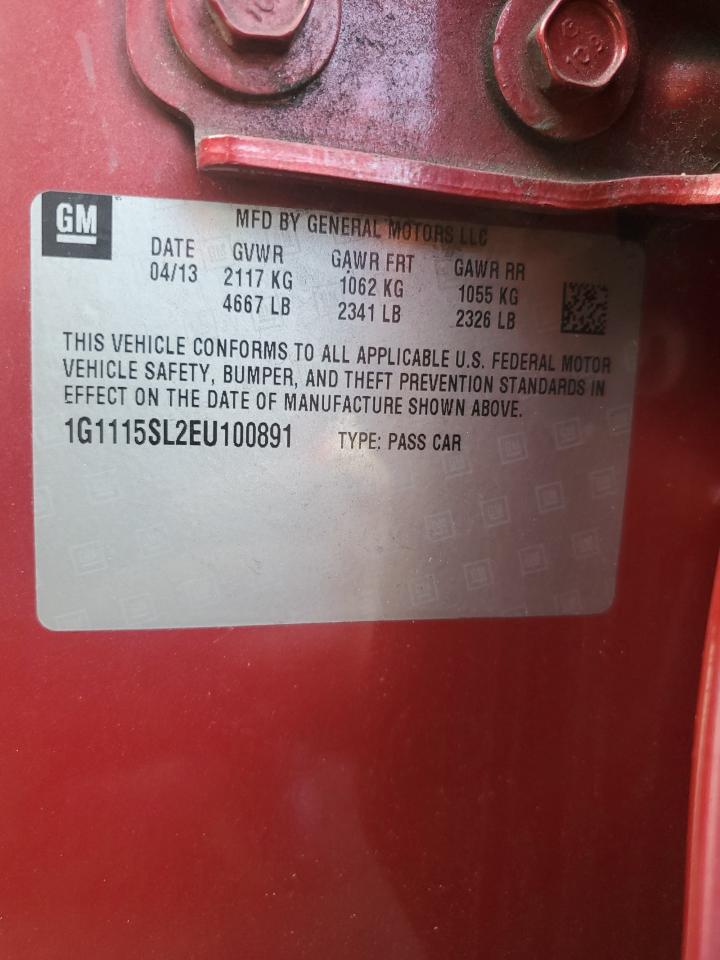 GM
MFD BY GENERAL MOTORS LLC
DATE GVWR GAWR FRT GAWR RR
04/13 2117 KG 1062 KG 1055 KG
4667 LB 2341 LB 2326 LB
THIS VEHICLE CONFORMS TO ALL APPLICABLE U.S. FEDERAL MOTOR
VEHICLE SAFETY, BUMPER, AND THEFT PREVENTION STANDARDS IN
EFFECT ON THE DATE OF MANUFACTURE SHOWN ABOVE.
1G1115SL2EU100891 TYPE: PASS CAR